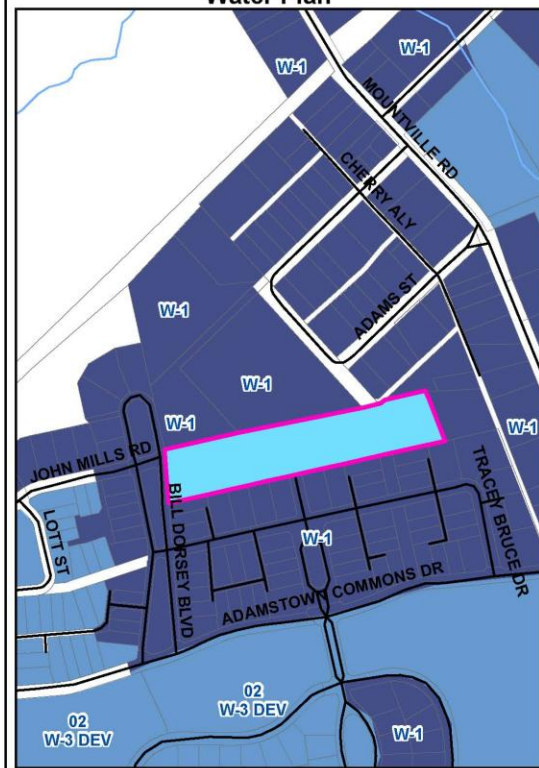 Water Plan
W-1
W-1
MOUNTVILLE RD
CHERRY ALY
ADAMS ST
W-1
W-1
W-1
W-1
JOHN MILLS RD
LOTT ST
BILL DORSEY BLVD
TRACEY BRUCE DR
W-1
ADAMSTOWN COMMONS DR
02
W-3 DEV
02
W-3 DEV
W-1